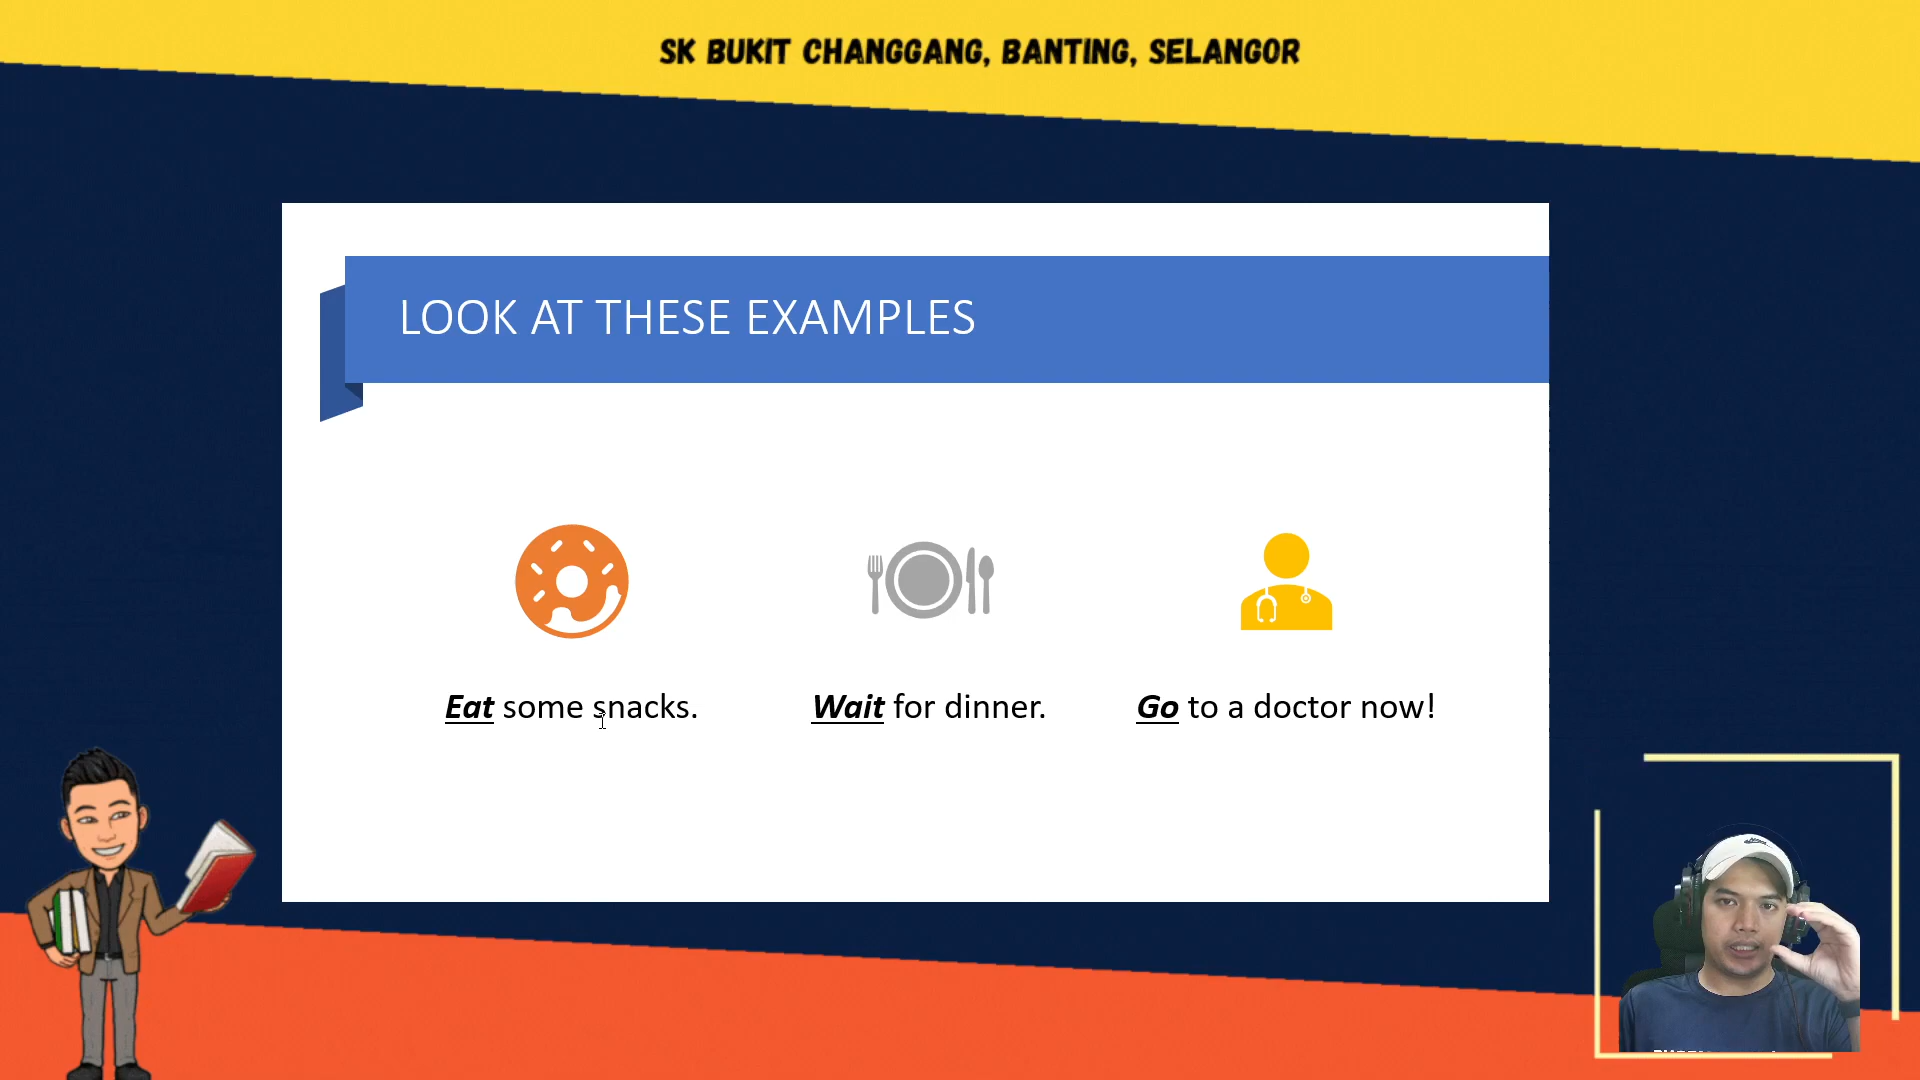 SK BUKIT CHANGGANG, BANTING, SELANGOR
LOOK AT THESE EXAMPLES
Eat some snacks.
Wait for dinner.
Go to a doctor now!